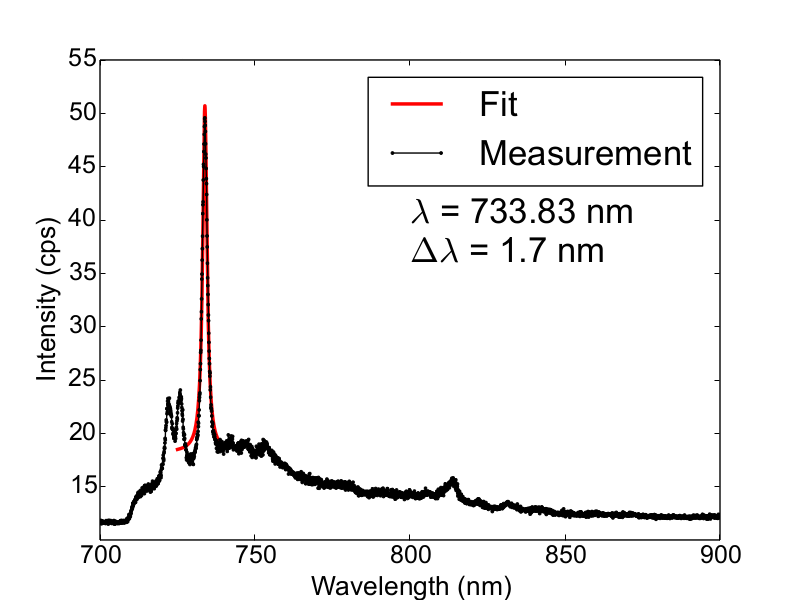 55
50
45
40
35
30
25
20
15
Intensity (cps)
Fit
Measurement
λ = 733.83 nm
Δλ = 1.7 nm
700 750 800 850 900
Wavelength (nm)